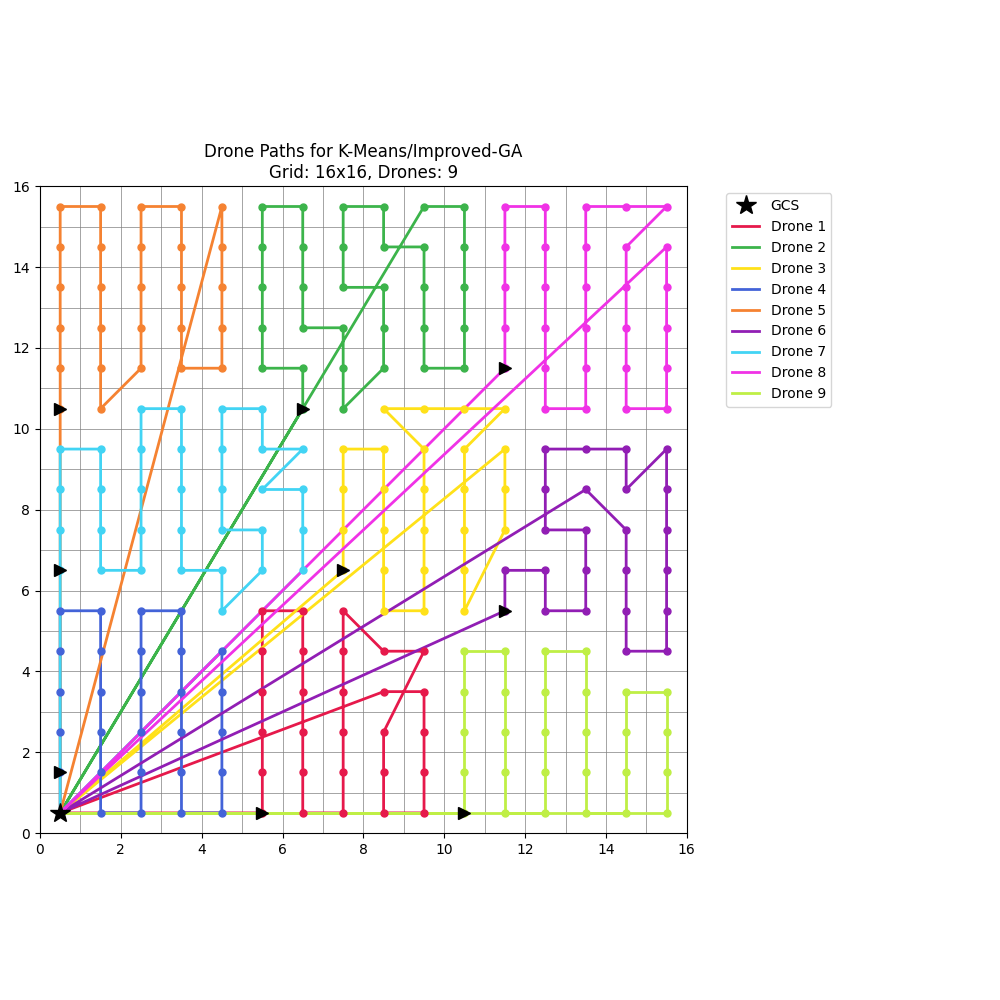 Drone Paths for K-Means/Improved-GA
Grid: 16x16, Drones: 9
16
14
12
10
8
6
4
2
0
0 2 4 6 8 10 12 14 16
GCS
Drone 1
Drone 2
Drone 3
Drone 4
Drone 5
Drone 6
Drone 7
Drone 8
Drone 9